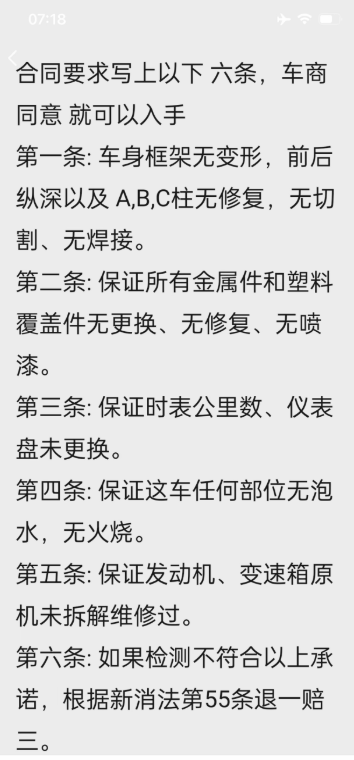 07:18
合同要求写上以下 六条，车商
同意 就可以入手
第一条: 车身框架无变形，前后
纵深以及 A,B,C柱无修复，无切
割、无焊接。
第二条: 保证所有金属件和塑料
覆盖件无更换、无修复、无喷
漆。
第三条: 保证时表公里数、仪表
盘未更换。
第四条: 保证这车任何部位无泡
水，无火烧。
第五条: 保证发动机、变速箱原
机未拆解维修过。
第六条: 如果检测不符合以上承
诺，根据新消法第55条退一赔
三。